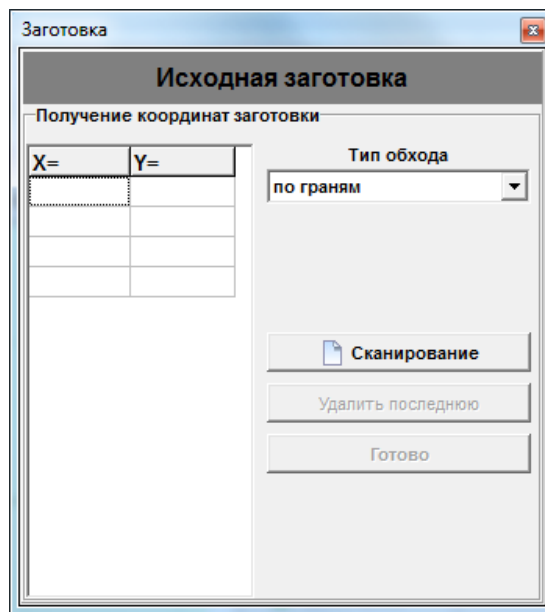 Заготовка
Исходная заготовка
Получение координат заготовки
X= Y=
Тип обхода
по граням
Сканирование
Удалить последнюю
Готово